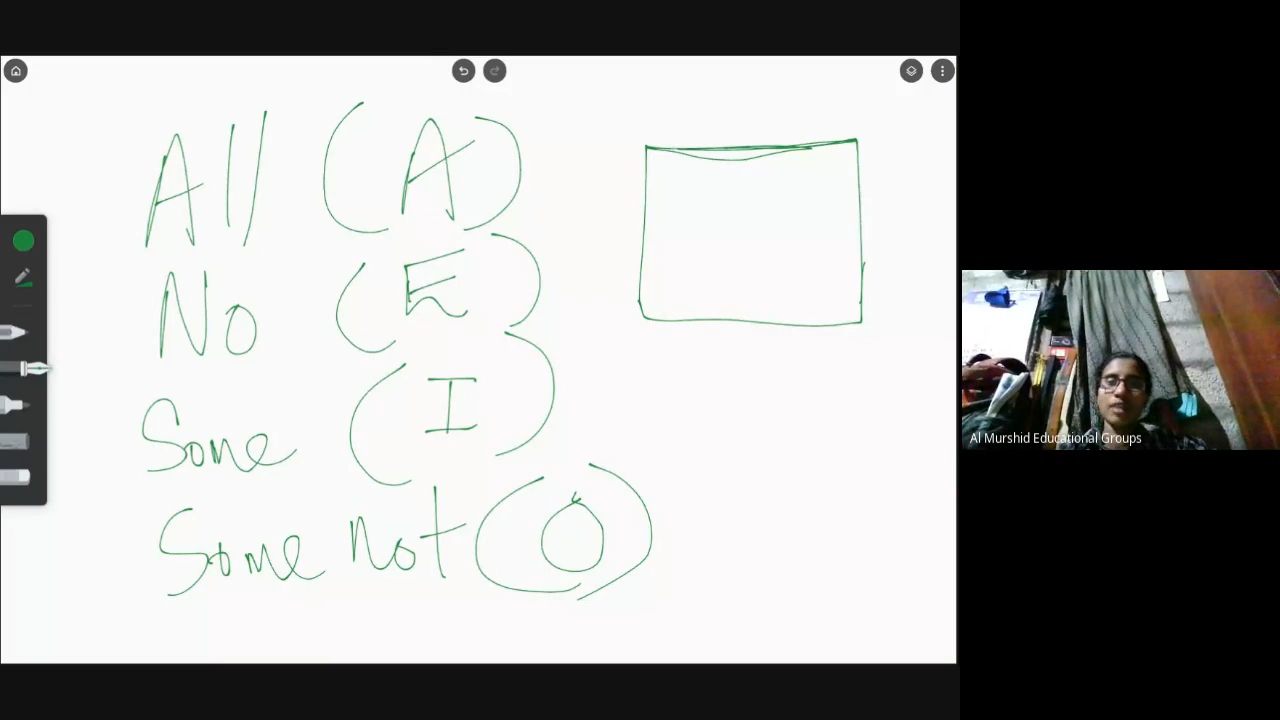 All (A)
No (E)
Some (I)
Some not (O)
Al Murshid Educational Groups